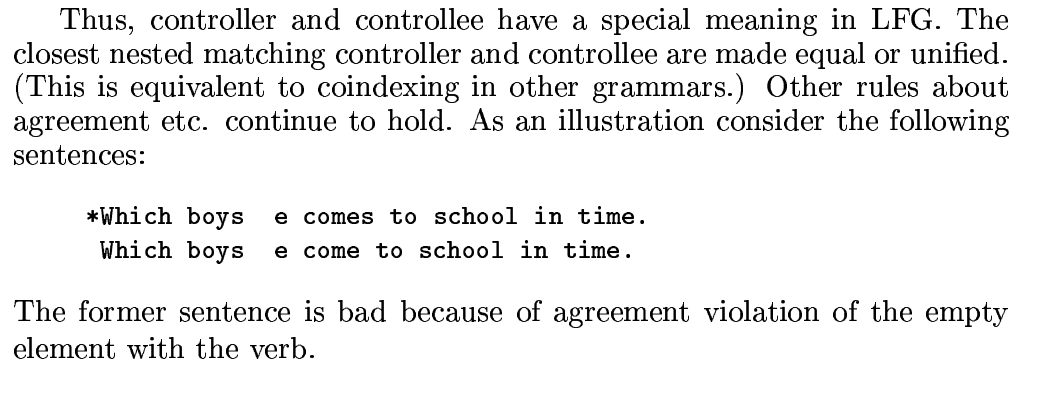 Thus, controller and controllee have a special meaning in LFG. The
closest nested matching controller and controllee are made equal or unified.
(This is equivalent to coindexing in other grammars.) Other rules about
agreement etc. continue to hold. As an illustration consider the following
sentences:
*Which boys  e comes to school in time.
Which boys  e come to school in time.
The former sentence is bad because of agreement violation of the empty
element with the verb.